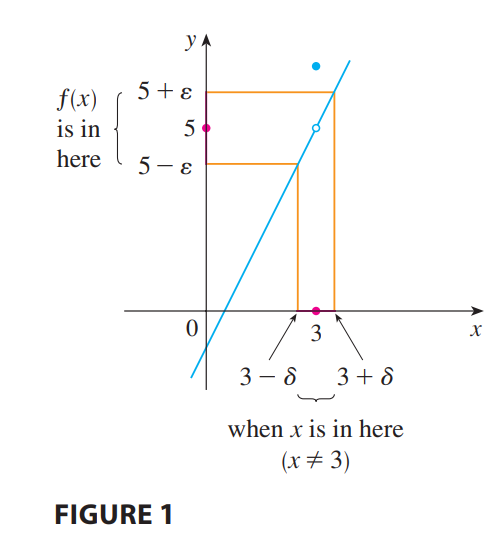 y
f(x)
is in
here
5 + ε
5
5 − ε
0
3
x
3 − δ
3 + δ
when x is in here
(x ≠ 3)
FIGURE 1